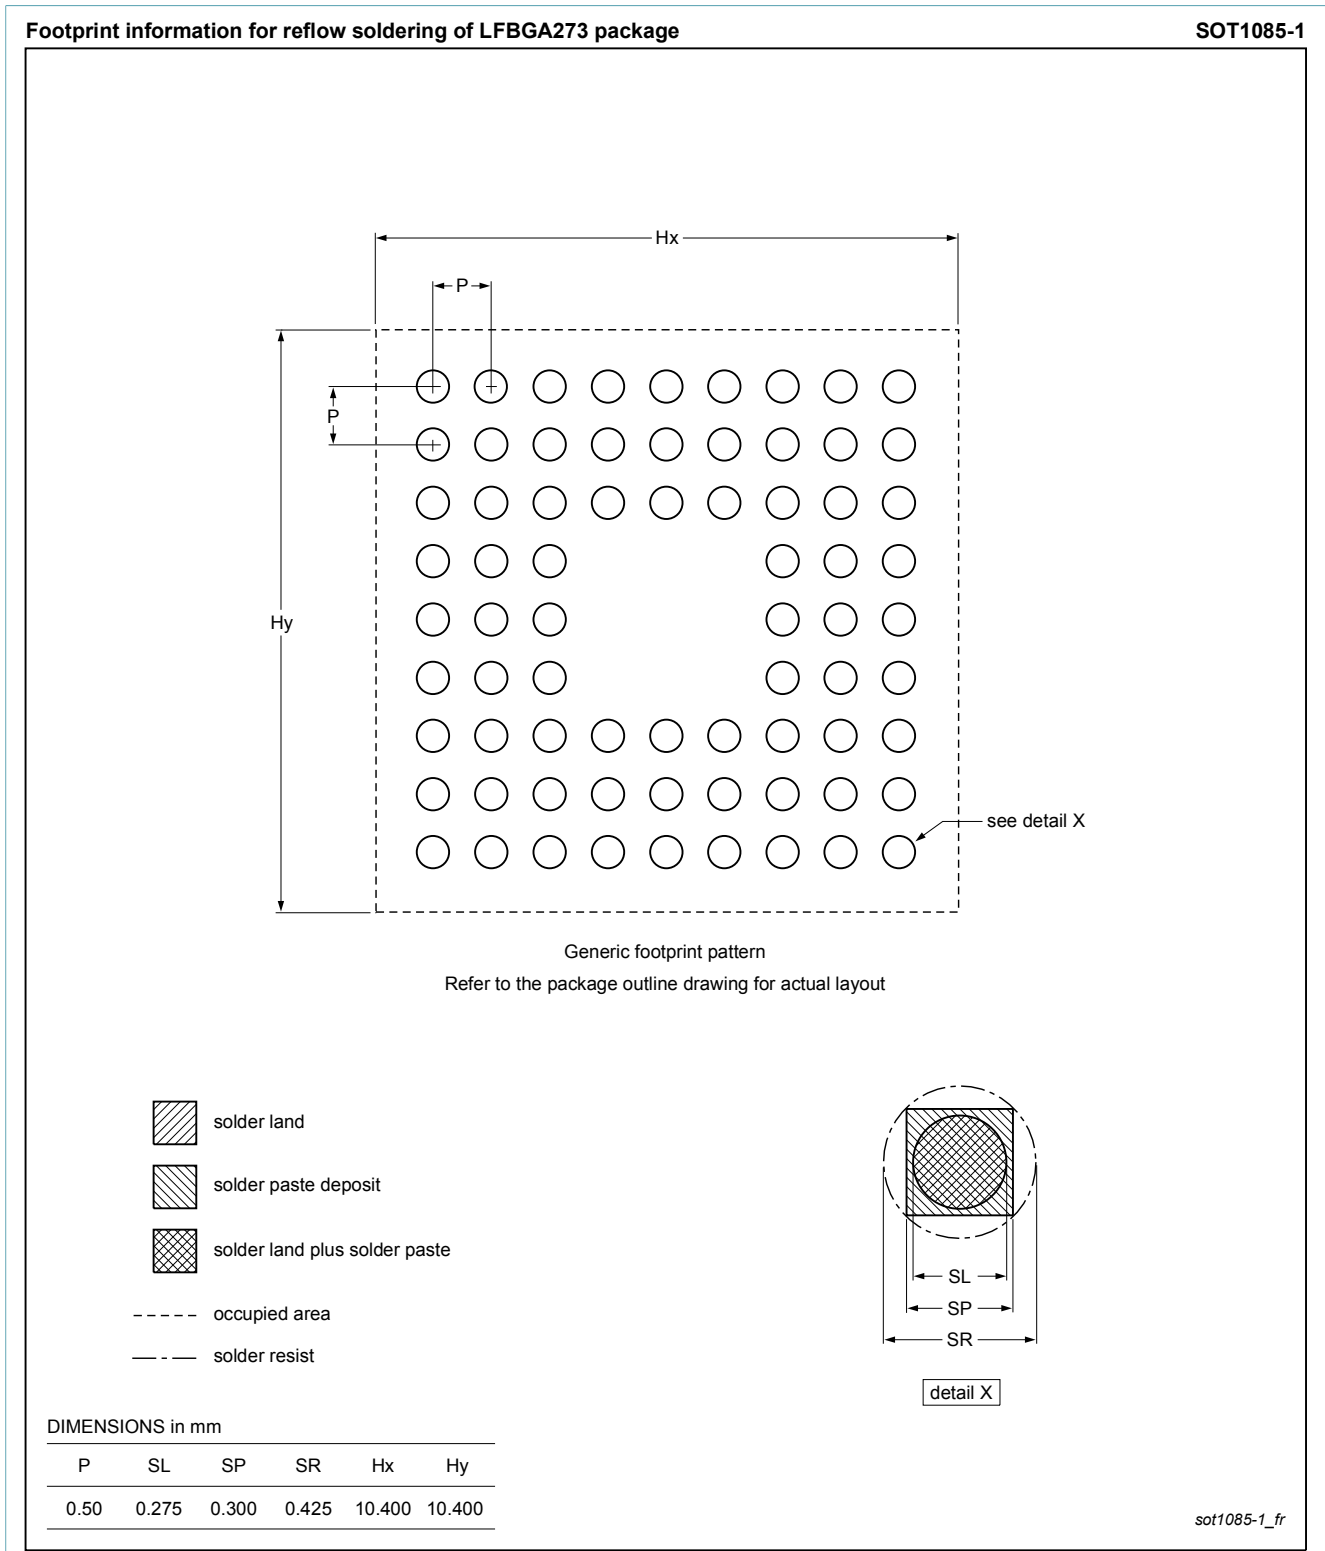 Footprint information for reflow soldering of LFBGA273 package SOT1085-1
Hx
P
P
Hy
see detail X
Generic footprint pattern
Refer to the package outline drawing for actual layout
solder land
solder paste deposit
solder land plus solder paste
occupied area
solder resist
SL
SP
SR
detail X
DIMENSIONS in mm
P SL SP SR Hx Hy
0.50 0.275 0.300 0.425 10.400 10.400
sot1085-1_fr